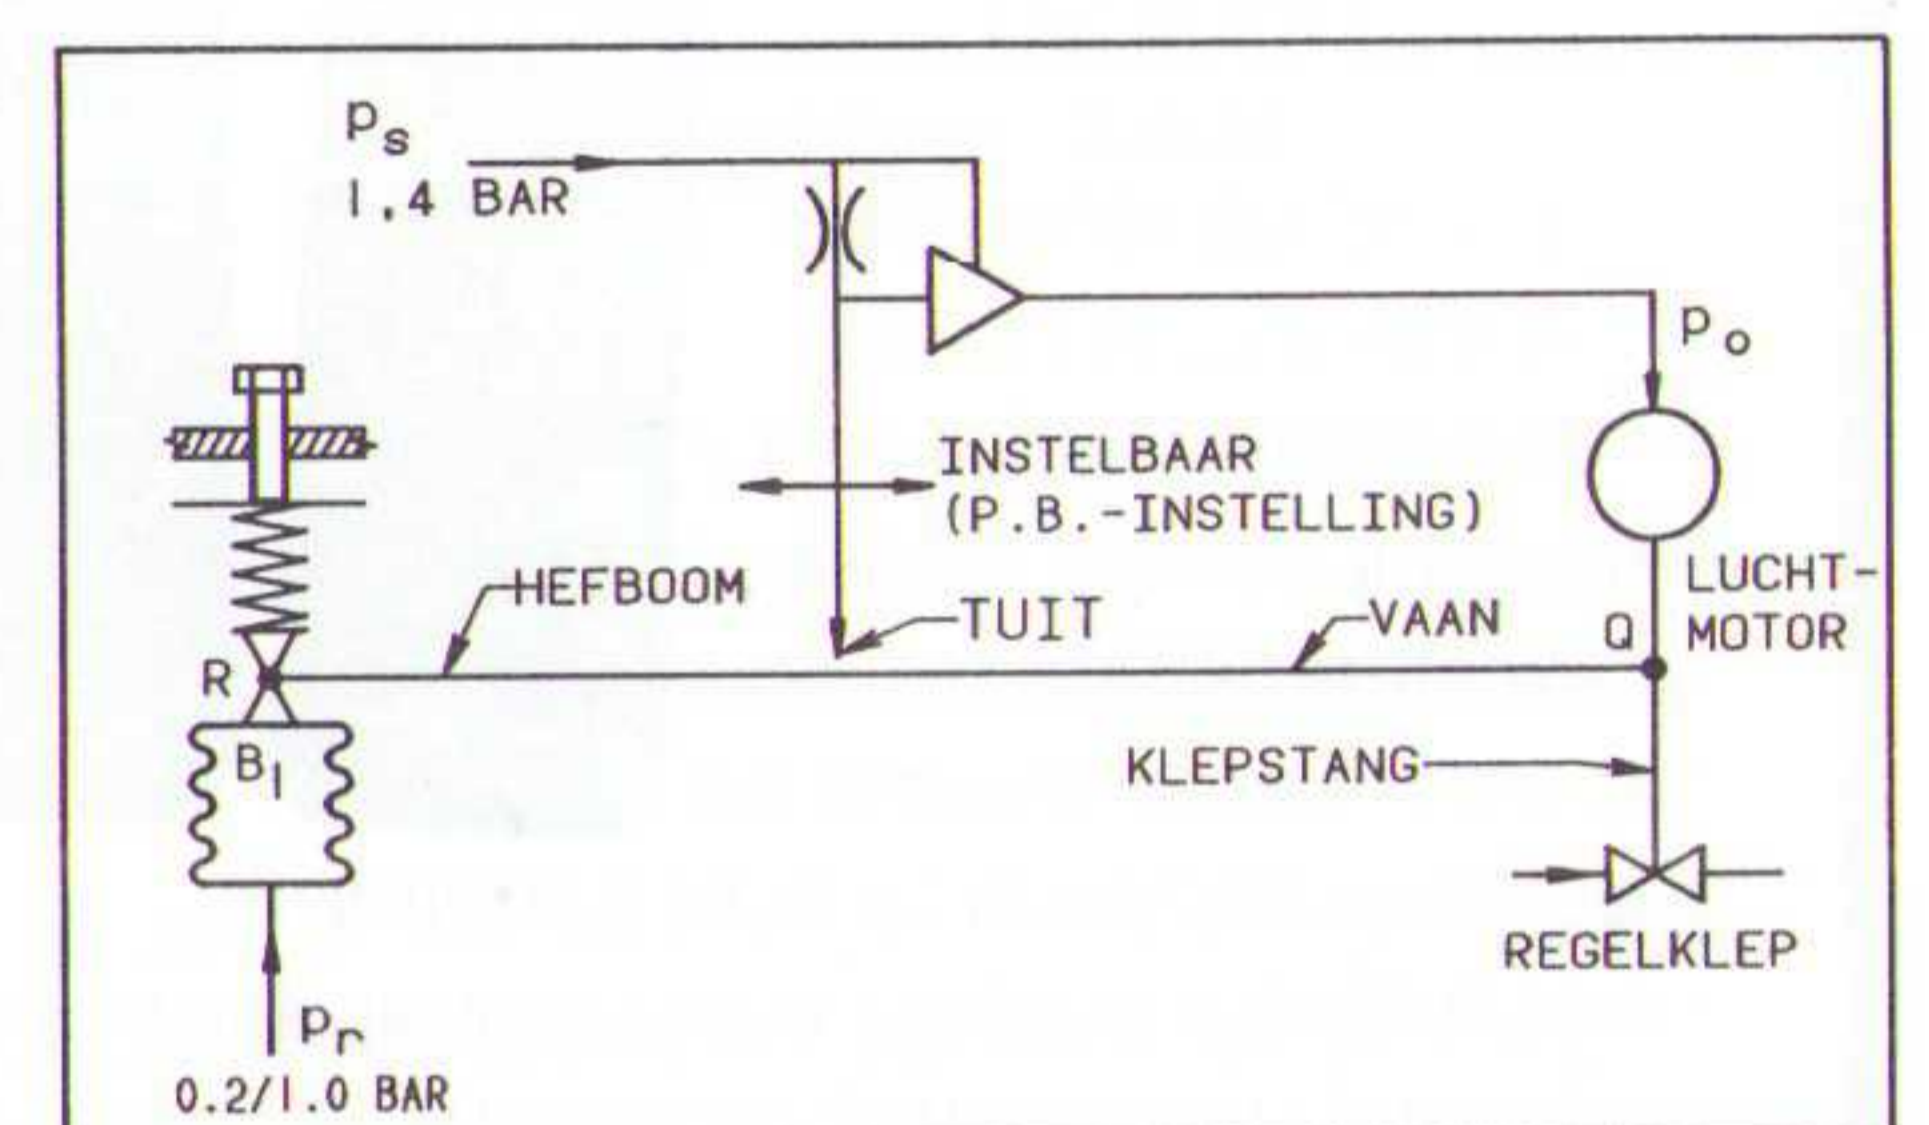 ps
1,4 BAR
po
INSTELBAAR
(P.B.-INSTELLING)
HEFBOOM
TUIT
VAAN
Q
LUCHT-
MOTOR
R
B1
KLEPSTANG
REGELKLEP
pr
0.2/1.0 BAR